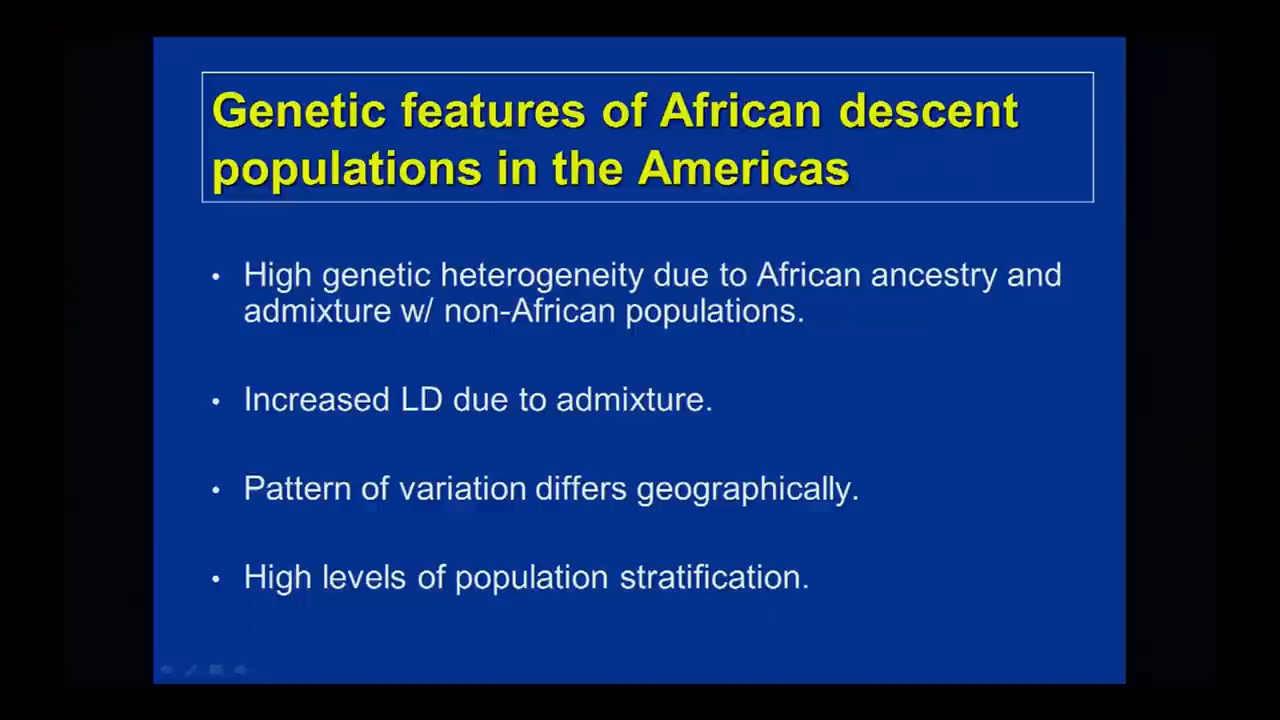 Genetic features of African descent
populations in the Americas
• High genetic heterogeneity due to African ancestry and
admixture w/ non-African populations.
• Increased LD due to admixture.
• Pattern of variation differs geographically.
• High levels of population stratification.